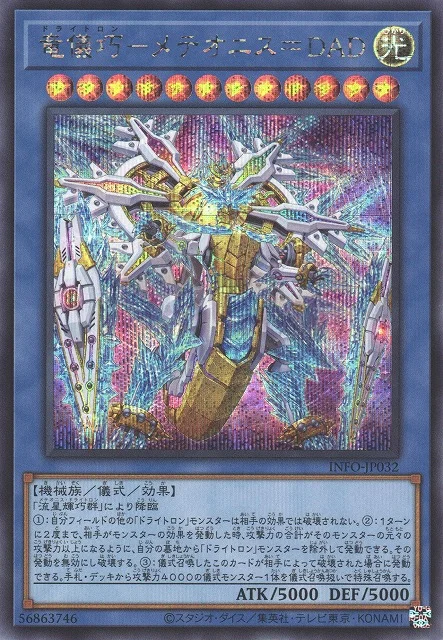 ドライトロン
竜儀巧－メテオニス＝DAD
光
INFO-JP032
【機械族／儀式／効果】
「流星輝巧群」により降臨
①：自分フィールドの他の「ドライトロン」モンスターは相手の効果では破壊されない。②：1ターン
に2度まで、相手がモンスターの効果を発動した時、攻撃力の合計がそのモンスターの元々の
攻撃力以上になるように、自分の墓地から「ドライトロン」モンスターを除外して発動できる。その
発動を無効にし破壊する。③：儀式召喚したこのカードが相手によって破壊された場合に発動
できる。手札・デッキから攻撃力4000の儀式モンスター1体を儀式召喚扱いで特殊召喚する。
ATK/5000 DEF/5000
56863746 ©スタジオ・ダイス／集英社・テレビ東京・KONAMI